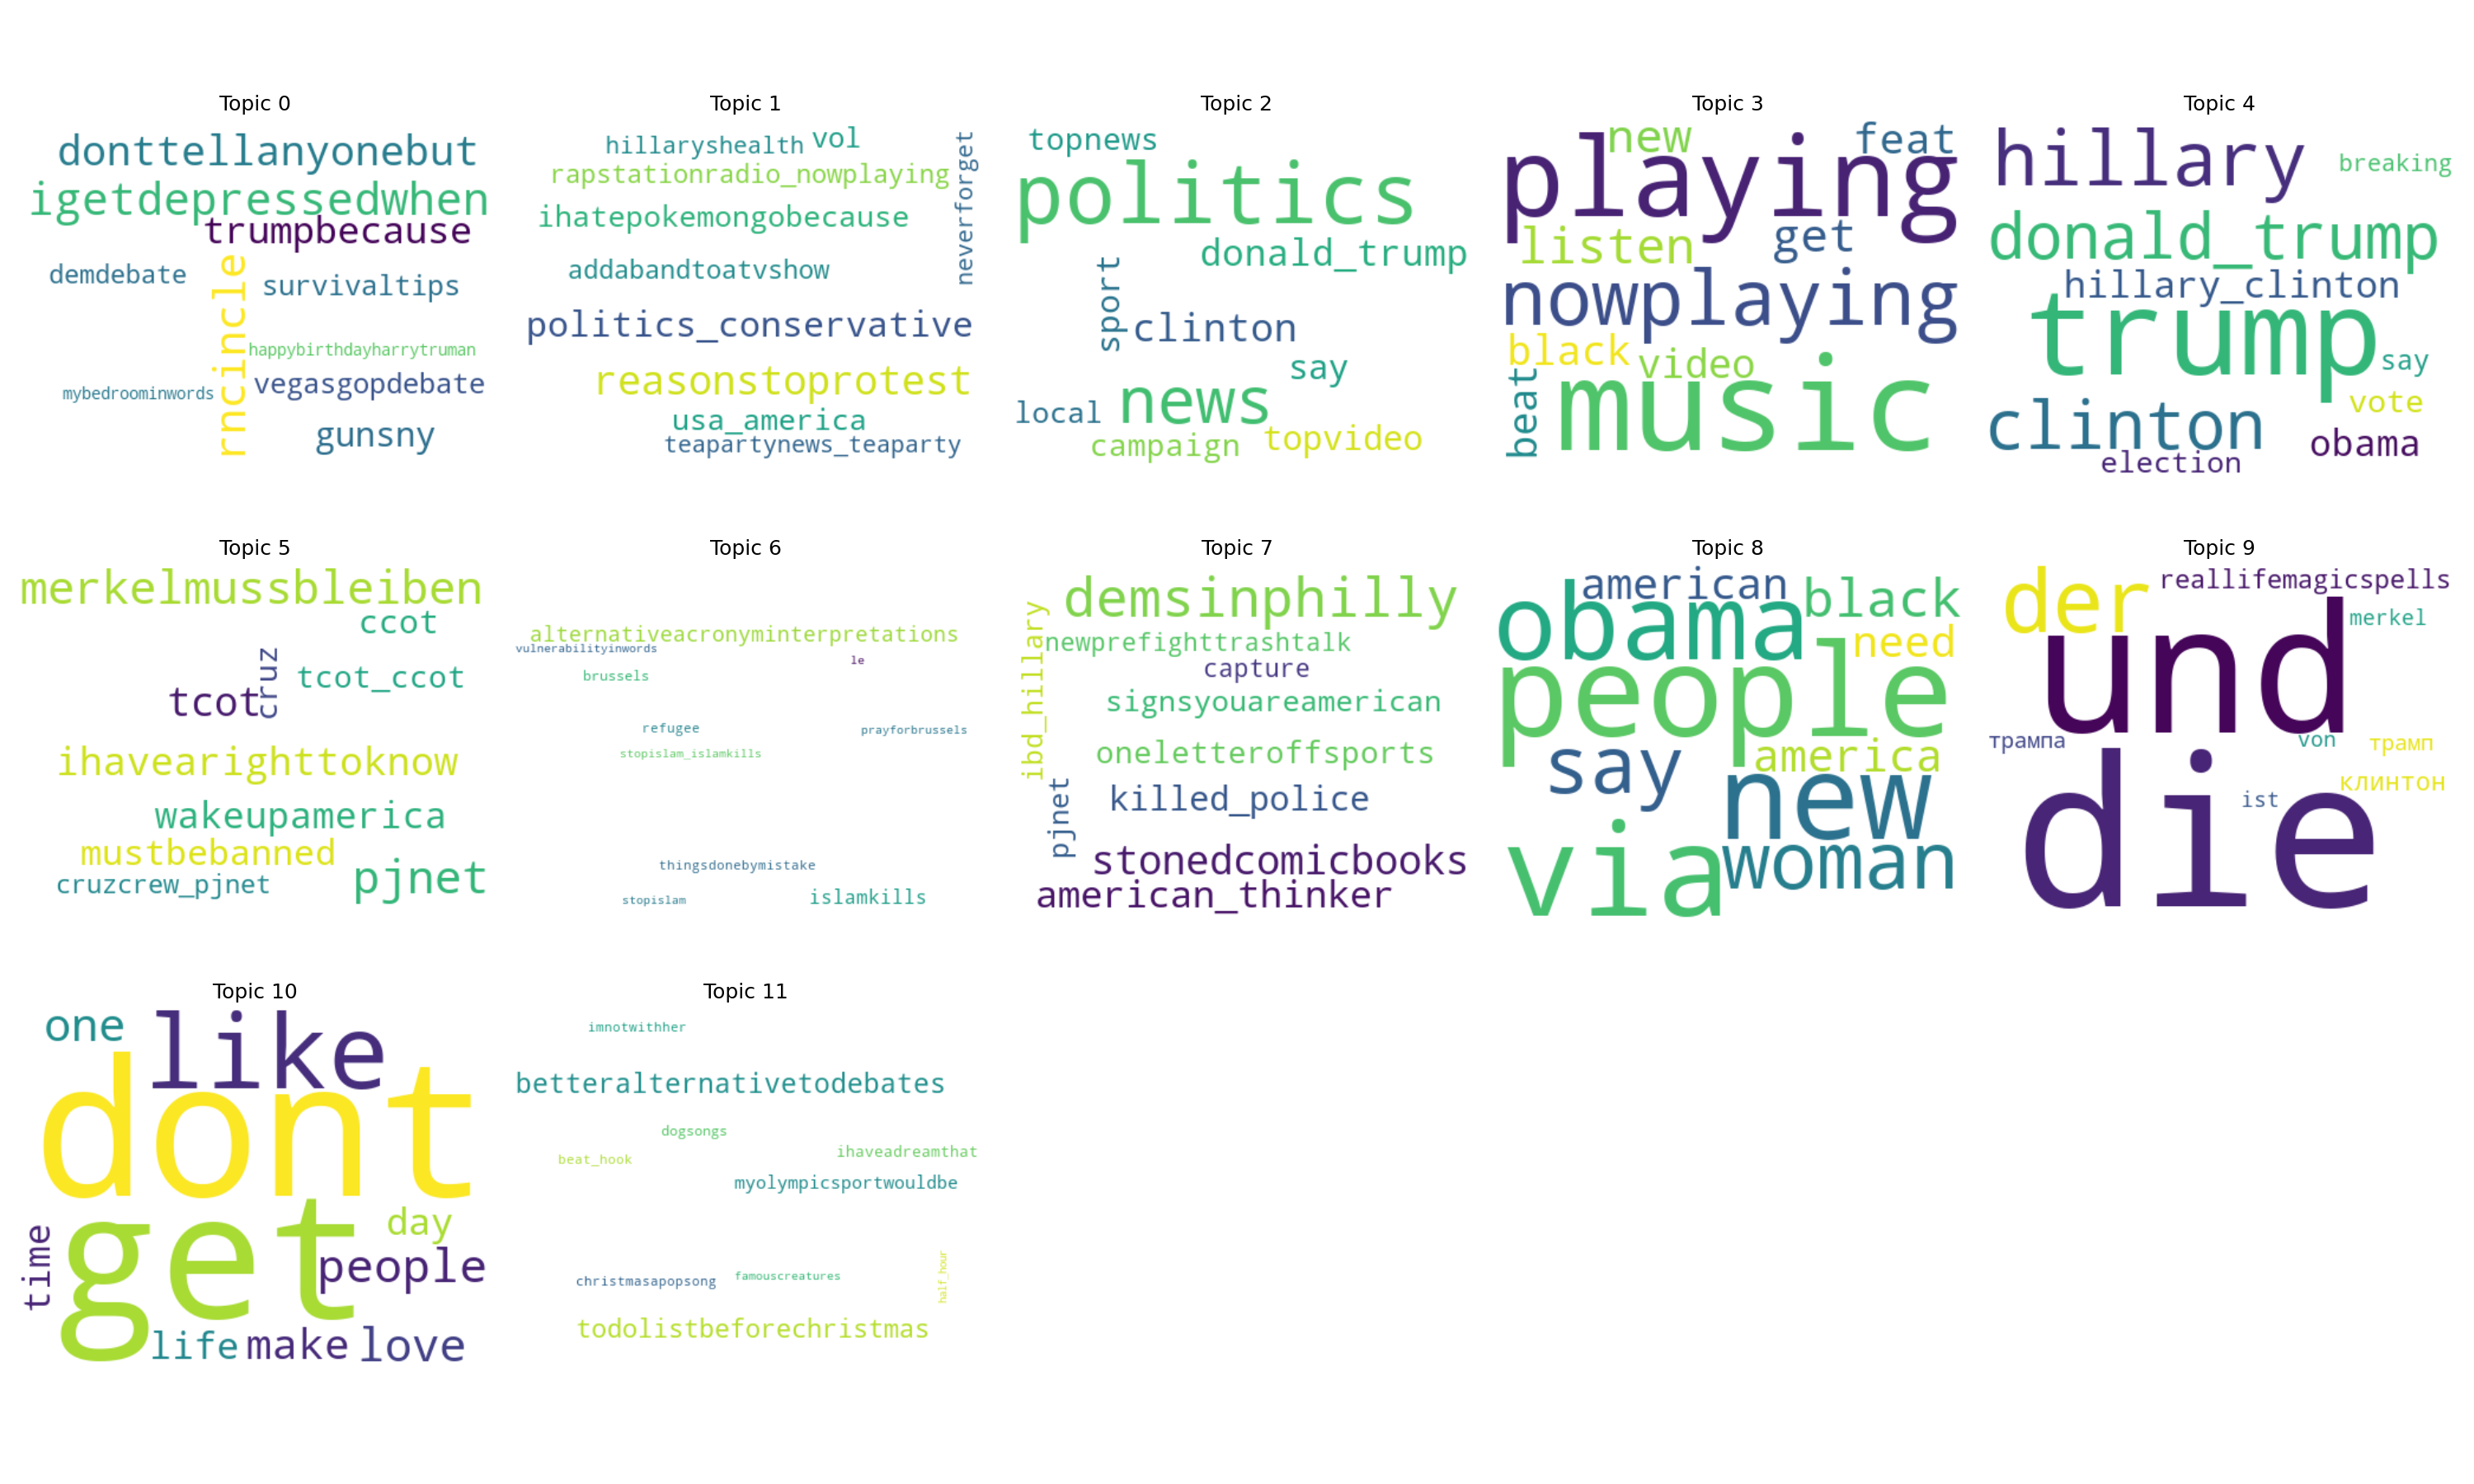 Topic 0
donttellanyonebut
igetdepressedwhen
trumpbecause
demdebate
survivaltips
rncincle
happybirthdayharrytruman
mybedroominwords
vegasgopdebate
gunsny
Topic 1
hillaryshealth
vol
neverforget
rapstationradio_nowplaying
ihatepokemongobecause
addabandtoatvshow
politics_conservative
reasonstoprotest
usa_america
teapartynews_teaparty
Topic 2
topnews
politics
donald_trump
sport
clinton
say
news
local
campaign
topvideo
Topic 3
new
feat
playing
listen
get
nowplaying
black
video
beat
music
Topic 4
hillary
breaking
donald_trump
hillary_clinton
trump
say
vote
clinton
obama
election
Topic 5
merkelmussbleiben
ccot
cruz
tcot_ccot
tcot
ihavearighttoknow
wakeupamerica
mustbebanned
cruzcrew_pjnet
pjnet
Topic 6
alternativeacronyminterpretations
vulnerabilityinwords
le
brussels
refugee
prayforbrussels
stopislam_islamkills
thingsdonebymistake
stopislam
islamkills
Topic 7
demsinphilly
ibd_hillary
newprefighttrashtalk
capture
signsyouareamerican
oneletteroffsports
killed_police
pjnet
stonedcomicbooks
american_thinker
Topic 8
american
black
obama
need
people
say
america
new
via
woman
Topic 9
der
reallifemagicspells
merkel
und
трампа
von
трамп
клинтон
ist
die
Topic 10
one
like
dont
get
day
time
people
life
make
love
Topic 11
imnotwithher
betteralternativetodebates
dogsongs
ihaveadreamthat
beat_hook
myolympicsportwouldbe
half_hour
christmasapopsong
famouscreatures
todolistbeforechristmas